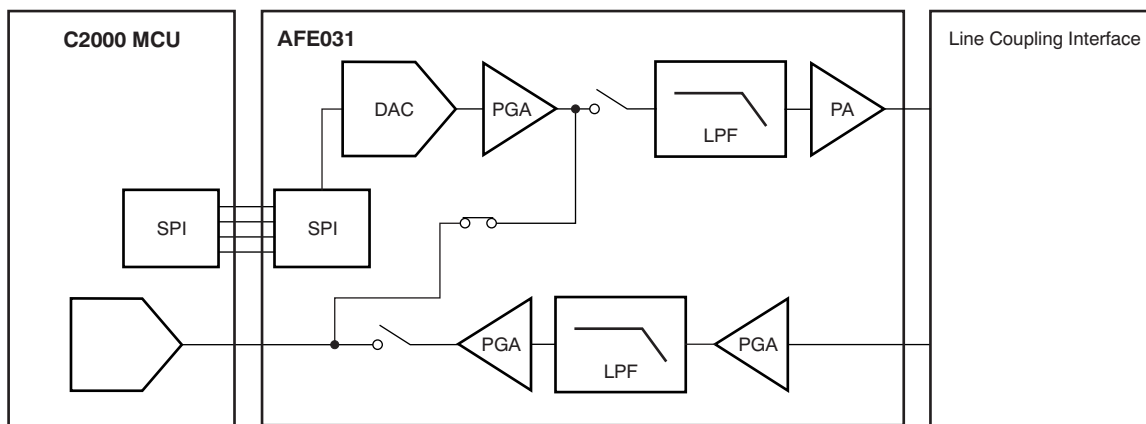 C2000 MCU
AFE031
Line Coupling Interface
DAC
PGA
LPF
PA
SPI
SPI
PGA
LPF
PGA